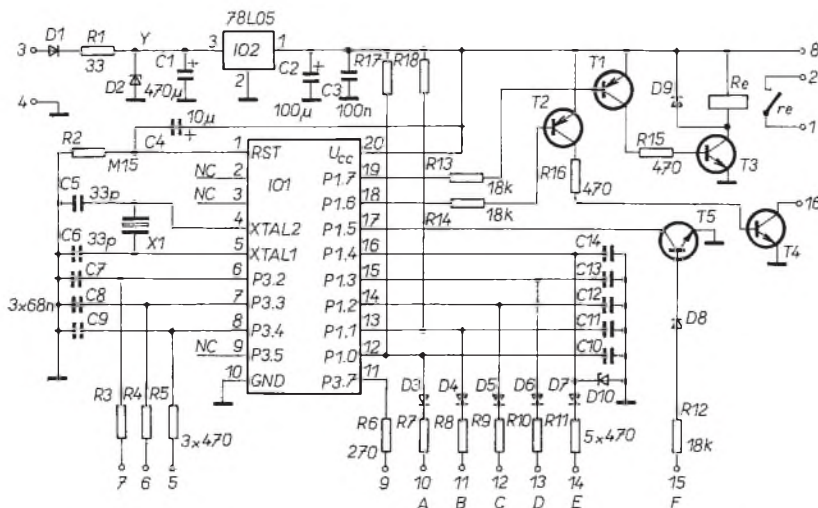 78L05
3 D1 R1 Y 3 IO2 1 8
33 C1 + 2 C2 + R17 R18 T1 D9 Re 2
4 D2 470µ 100µ C3 100n T2 re 1
10µ
R2 C4 + 1 RST Ucc 20 R13 R16 R15 T3
M15 NC 2 IO1 P1.7 19 18k 470 470
C5 33p NC 3 P1.6 18 R14 18k 16
4 XTAL2 P1.5 17 T5 T4
C6 33p X1 5 XTAL1 P1.4 16 C14
C7 6 P3.2 P1.3 15 C13
3x68n C8 7 P3.3 P1.2 14 C12
C9 8 P3.4 P1.1 13 C11 D8
NC 9 P3.5 P1.0 12 C10
10 GND P3.7 11 D3 D4 D5 D6 D7 D10
R3 R4 R5 R6 R7 R8 R9 R10 R11 R12
3x470 270 5x470 18k
7 6 5 9 10 11 12 13 14 15
A B C D E F